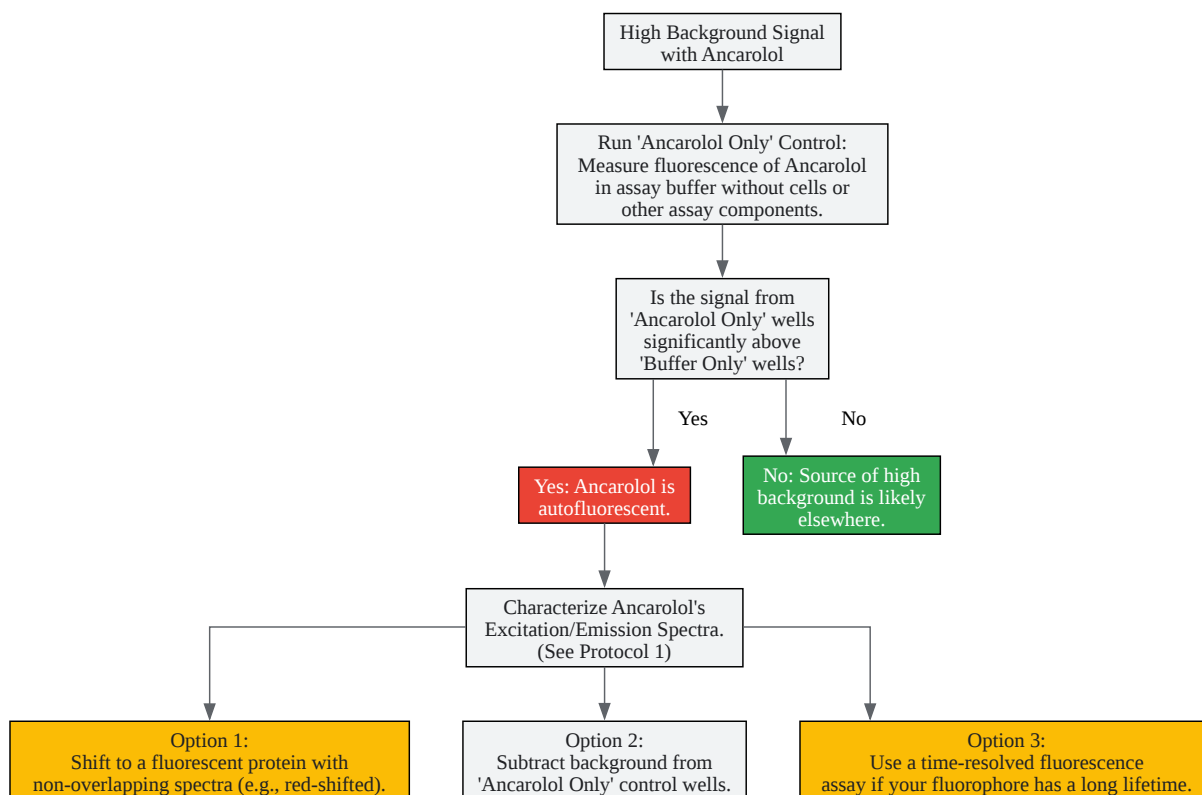 High Background Signal
with Ancarolol
Run 'Ancarolol Only' Control:
Measure fluorescence of Ancarolol
in assay buffer without cells or
other assay components.
Is the signal from
'Ancarolol Only' wells
significantly above
'Buffer Only' wells?
Yes
No
Yes: Ancarolol is
autofluorescent.
No: Source of high
background is likely
elsewhere.
Characterize Ancarolol's
Excitation/Emission Spectra.
(See Protocol 1)
Option 1:
Shift to a fluorescent protein with
non-overlapping spectra (e.g., red-shifted).
Option 2:
Subtract background from
'Ancarolol Only' control wells.
Option 3:
Use a time-resolved fluorescence
assay if your fluorophore has a long lifetime.